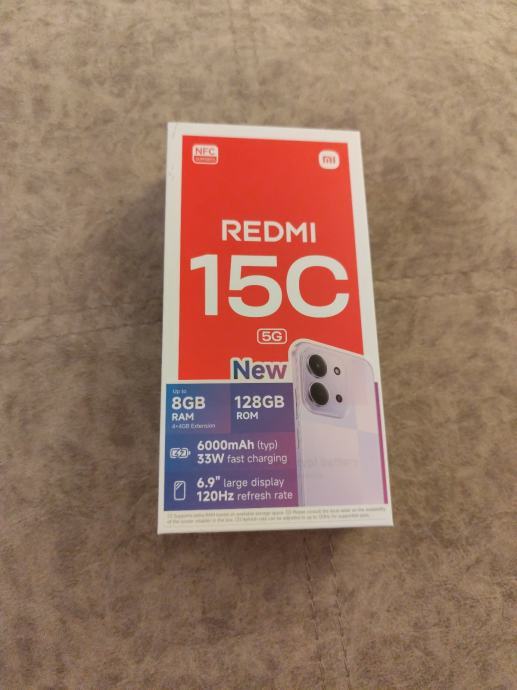 NFC
mi
REDMI
15C
5G
New
Up to
8GB
RAM
4+4GB Extension
128GB
ROM
6000mAh (typ)
33W fast charging
6.9" large display
120Hz refresh rate